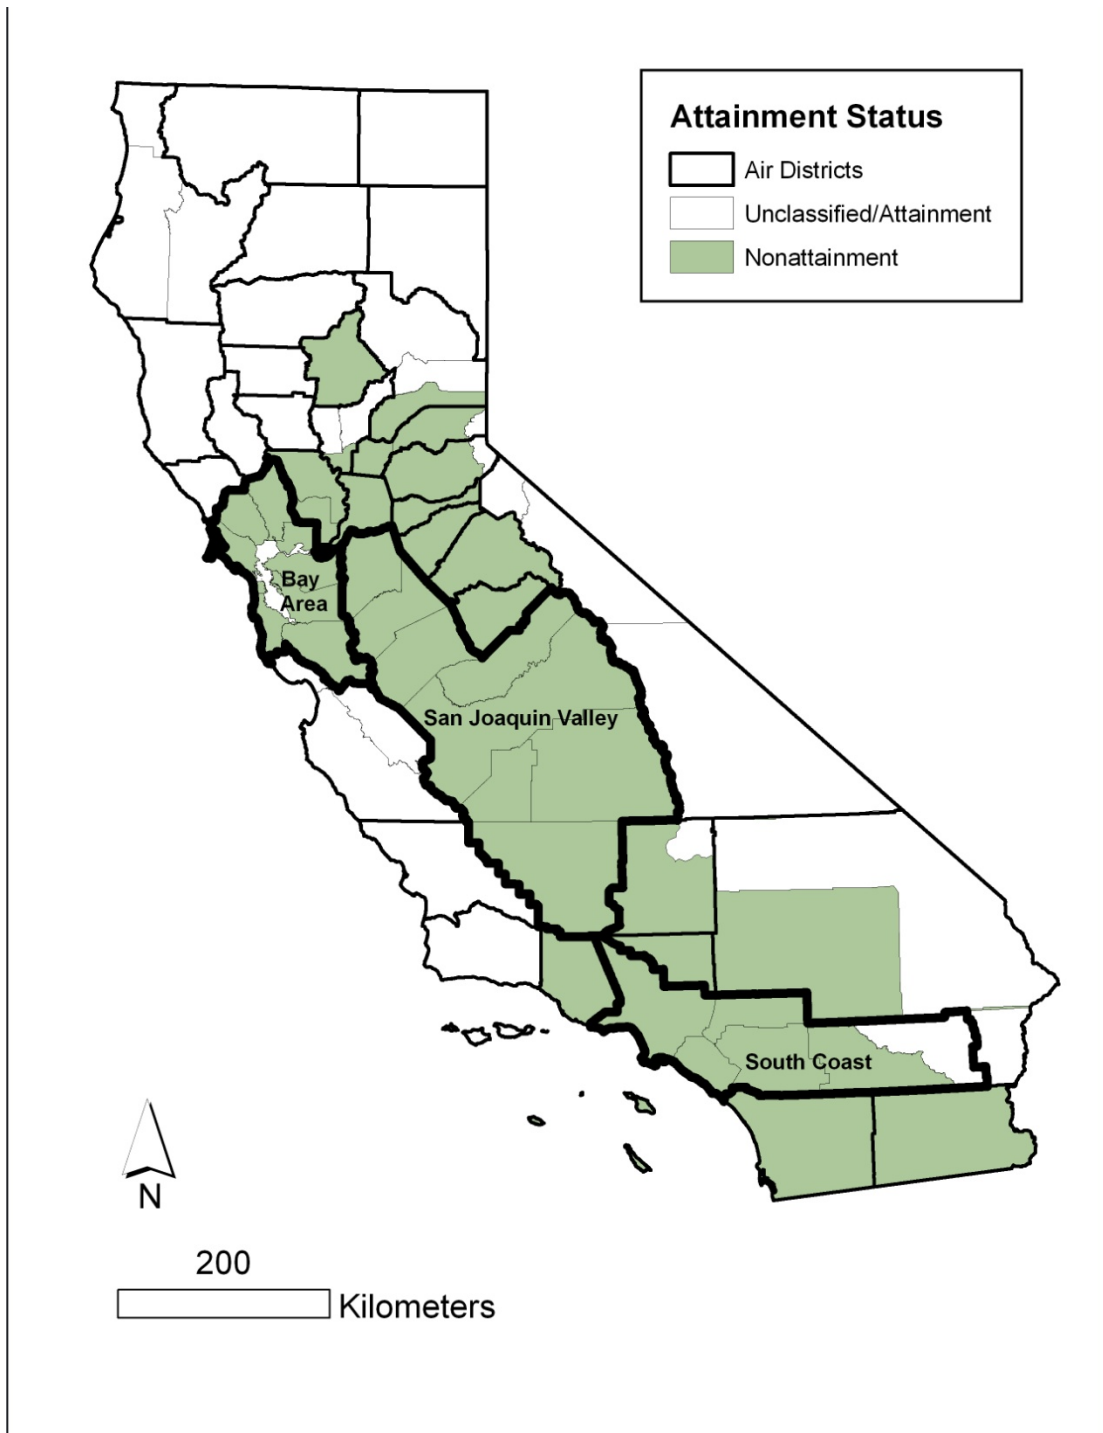 Attainment Status
Air Districts
Unclassified/Attainment
Nonattainment
Bay
Area
San Joaquin Valley
South Coast
N
200
Kilometers